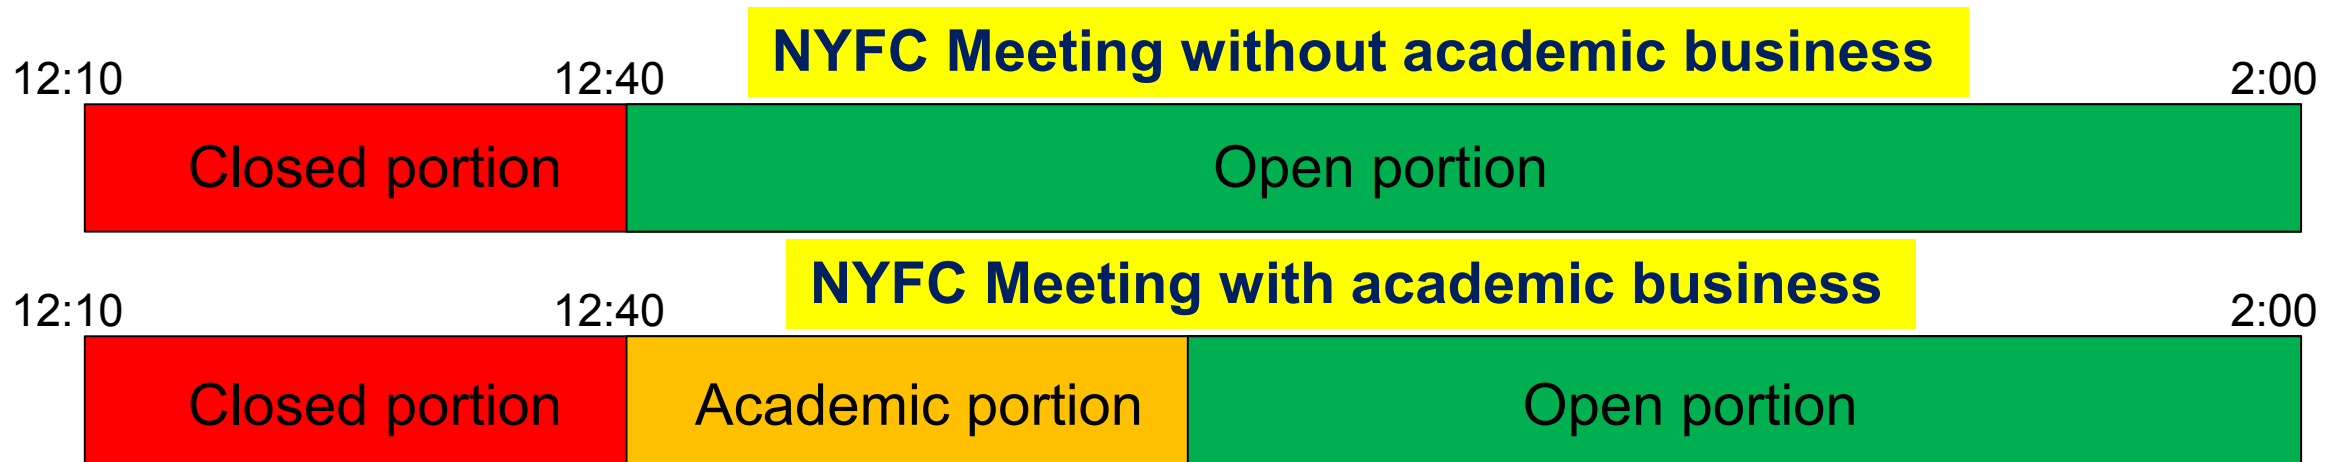 NYFC Meeting without academic business
12:10 12:40 2:00
Closed portion Open portion
NYFC Meeting with academic business
12:10 12:40 2:00
Closed portion Academic portion Open portion